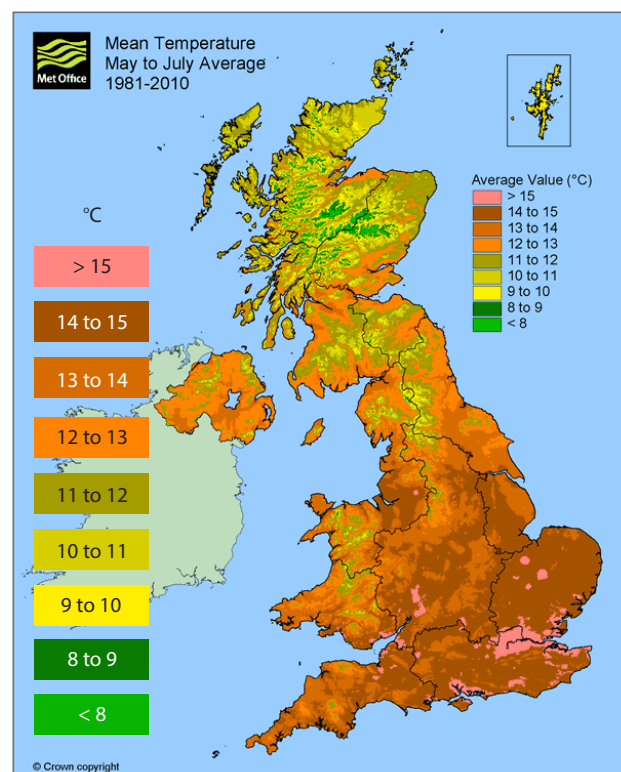 Met Office
Mean Temperature
May to July Average
1981-2010
Average Value (°C)
> 15
14 to 15
13 to 14
12 to 13
11 to 12
10 to 11
9 to 10
8 to 9
< 8
°C
> 15
14 to 15
13 to 14
12 to 13
11 to 12
10 to 11
9 to 10
8 to 9
< 8
© Crown copyright